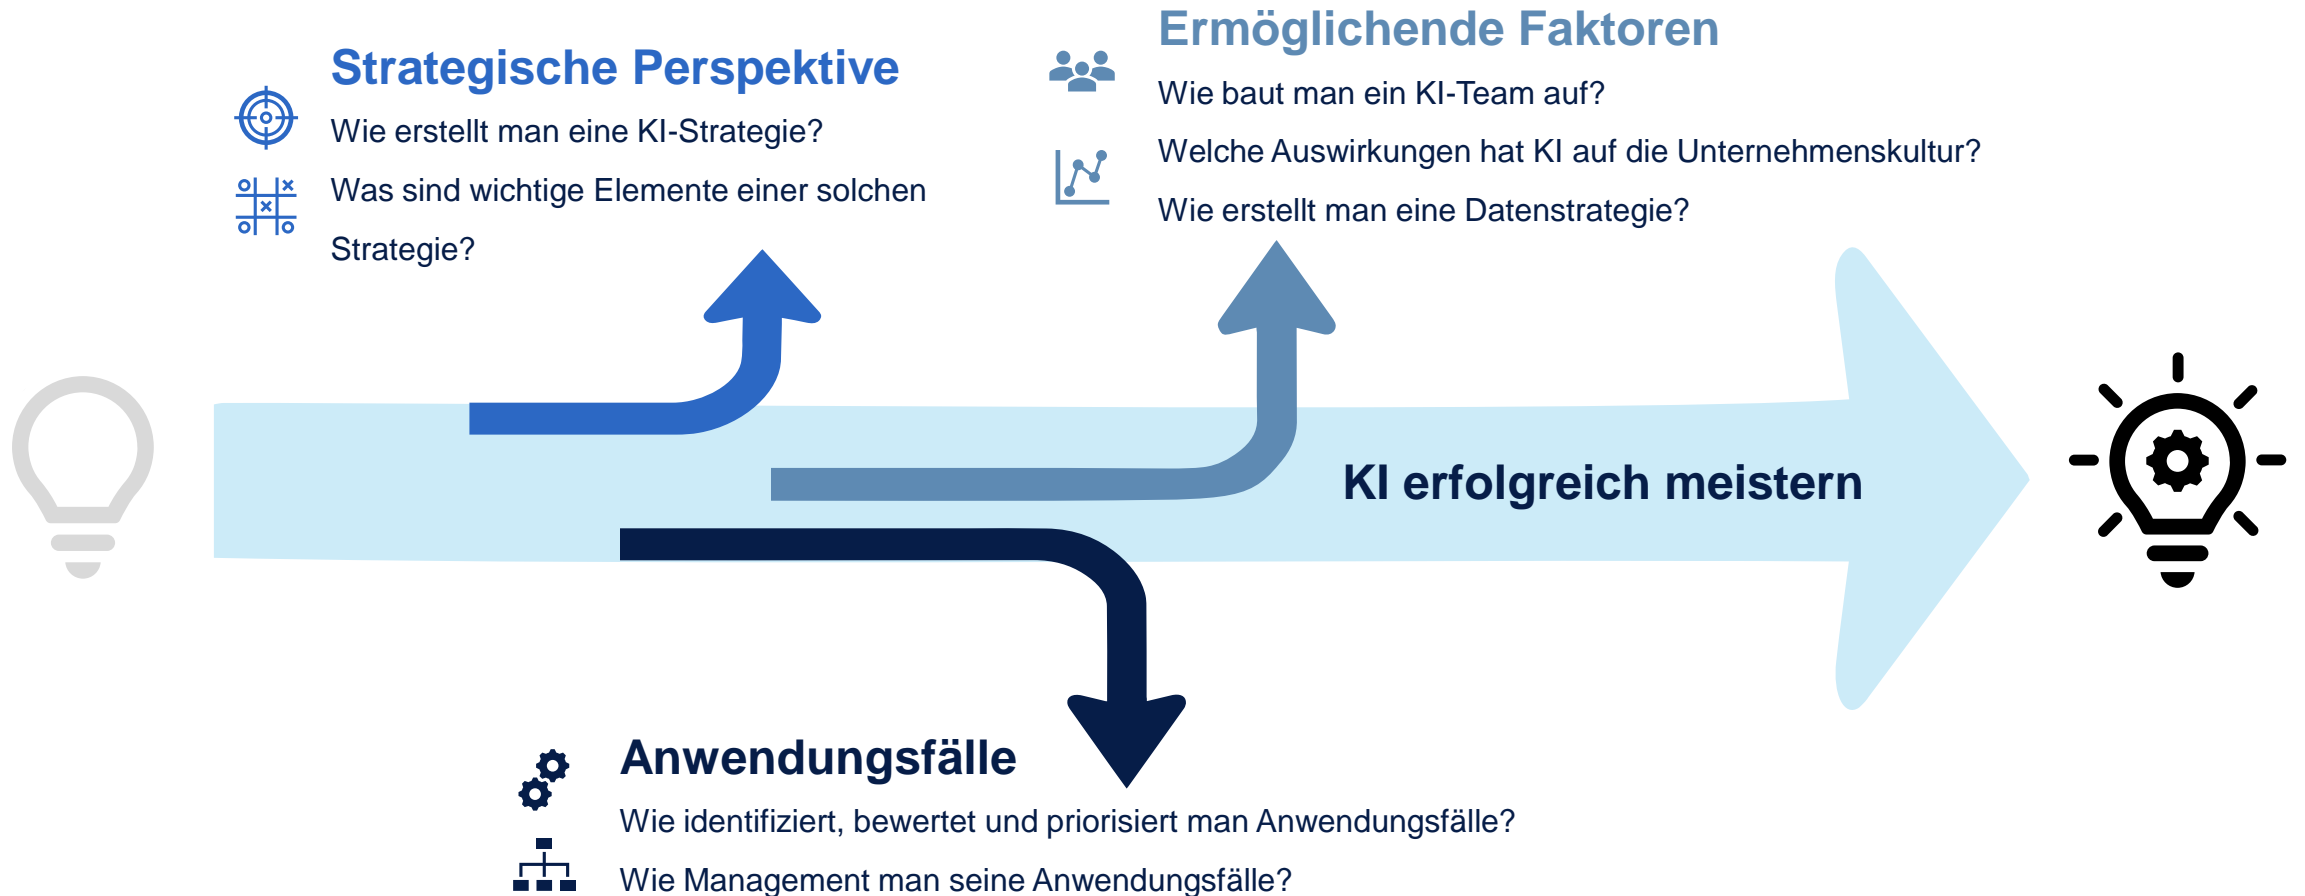 Strategische Perspektive
Wie erstellt man eine KI-Strategie?
Was sind wichtige Elemente einer solchen
Strategie?
Ermöglichende Faktoren
Wie baut man ein KI-Team auf?
Welche Auswirkungen hat KI auf die Unternehmenskultur?
Wie erstellt man eine Datenstrategie?
KI erfolgreich meistern
Anwendungsfälle
Wie identifiziert, bewertet und priorisiert man Anwendungsfälle?
Wie Management man seine Anwendungsfälle?